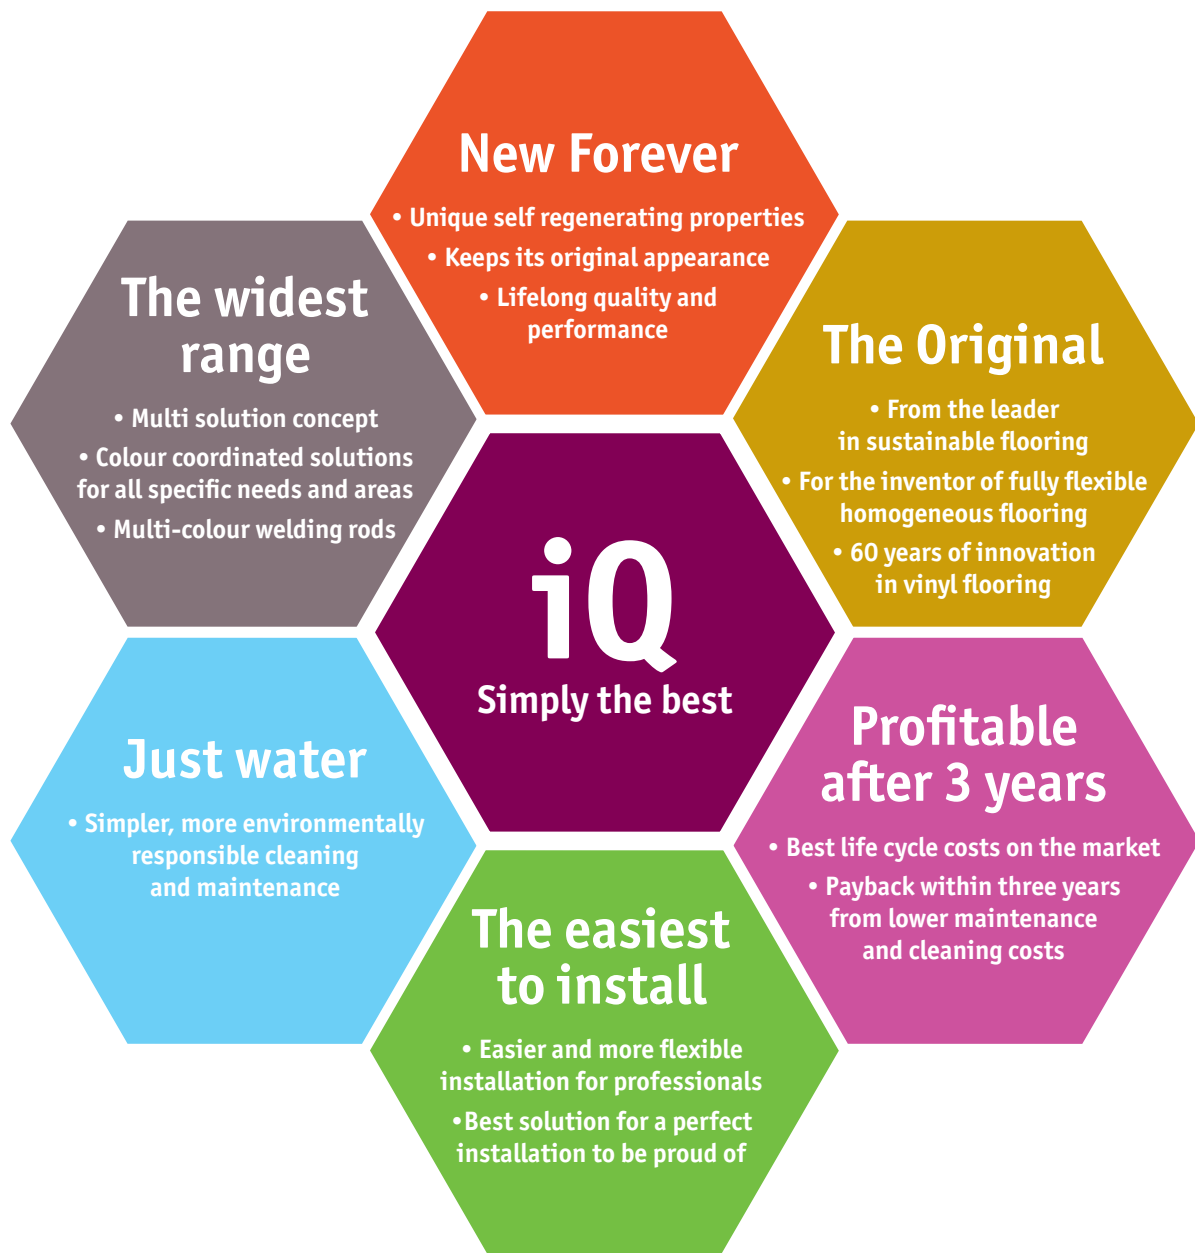 New Forever
• Unique self regenerating properties
• Keeps its original appearance
• Lifelong quality and
performance
The widest
range
• Multi solution concept
• Colour coordinated solutions
for all specific needs and areas
• Multi-colour welding rods
The Original
• From the leader
in sustainable flooring
• For the inventor of fully flexible
homogeneous flooring
• 60 years of innovation
in vinyl flooring
iQ
Simply the best
Just water
• Simpler, more environmentally
responsible cleaning
and maintenance
Profitable
after 3 years
• Best life cycle costs on the market
• Payback within three years
from lower maintenance
and cleaning costs
The easiest
to install
• Easier and more flexible
installation for professionals
•Best solution for a perfect
installation to be proud of